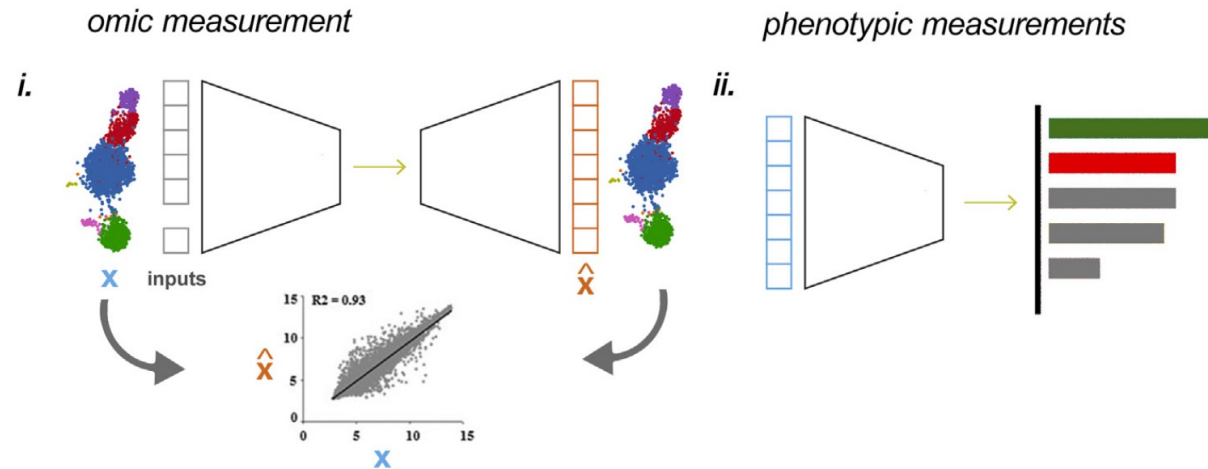 omic measurement
phenotypic measurements
i.
ii.
x inputs
x̂
R2 = 0.93
15
10
5
0
x̂
0 5 10 15
x